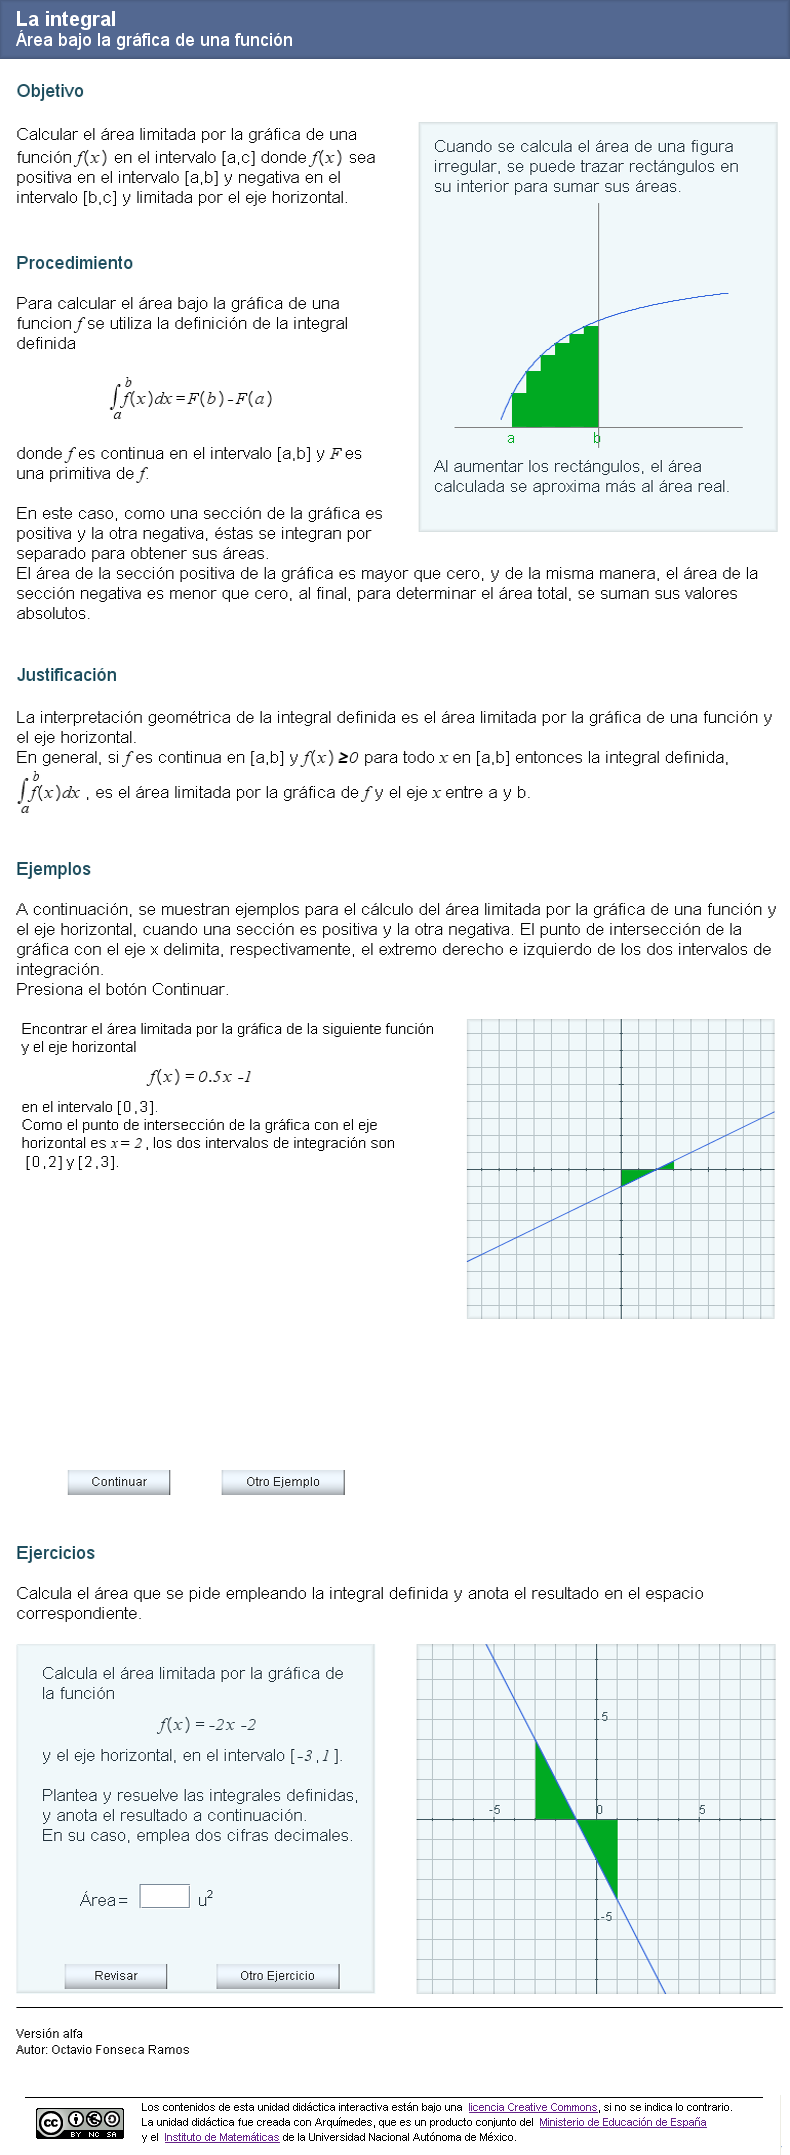 La integral
Área bajo la gráfica de una función
Objetivo
Calcular el área limitada por la gráfica de una
función f(x) en el intervalo [a,c] donde f(x) sea
positiva en el intervalo [a,b] y negativa en el
intervalo [b,c] y limitada por el eje horizontal.
Cuando se calcula el área de una figura
irregular, se puede trazar rectángulos en
su interior para sumar sus áreas.
a b
Al aumentar los rectángulos, el área
calculada se aproxima más al área real.
Procedimiento
Para calcular el área bajo la gráfica de una
funcion f se utiliza la definición de la integral
definida
∫_a^b f(x)dx = F(b) - F(a)
donde f es continua en el intervalo [a,b] y F es
una primitiva de f.
En este caso, como una sección de la gráfica es
positiva y la otra negativa, éstas se integran por
separado para obtener sus áreas.
El área de la sección positiva de la gráfica es mayor que cero, y de la misma manera, el área de la
sección negativa es menor que cero, al final, para determinar el área total, se suman sus valores
absolutos.
Justificación
La interpretación geométrica de la integral definida es el área limitada por la gráfica de una función y
el eje horizontal.
En general, si f es continua en [a,b] y f(x) ≥0 para todo x en [a,b] entonces la integral definida,
∫_a^b f(x)dx , es el área limitada por la gráfica de f y el eje x entre a y b.
Ejemplos
A continuación, se muestran ejemplos para el cálculo del área limitada por la gráfica de una función y
el eje horizontal, cuando una sección es positiva y la otra negativa. El punto de intersección de la
gráfica con el eje x delimita, respectivamente, el extremo derecho e izquierdo de los dos intervalos de
integración.
Presiona el botón Continuar.
Encontrar el área limitada por la gráfica de la siguiente función
y el eje horizontal
f(x) = 0.5x -1
en el intervalo [0,3].
Como el punto de intersección de la gráfica con el eje
horizontal es x = 2 , los dos intervalos de integración son
[0,2] y [2,3].
Continuar
Otro Ejemplo
Ejercicios
Calcula el área que se pide empleando la integral definida y anota el resultado en el espacio
correspondiente.
Calcula el área limitada por la gráfica de
la función
f(x) = -2x -2
y el eje horizontal, en el intervalo [-3,1].
Plantea y resuelve las integrales definidas,
y anota el resultado a continuación.
En su caso, emplea dos cifras decimales.
Área = u²
Revisar
Otro Ejercicio
5
-5 0 5
-5
Versión alfa
Autor: Octavio Fonseca Ramos
cc BY NC SA
Los contenidos de esta unidad didáctica interactiva están bajo una licencia Creative Commons, si no se indica lo contrario.
La unidad didáctica fue creada con Arquímedes, que es un producto conjunto del Ministerio de Educación de España
y el Instituto de Matemáticas de la Universidad Nacional Autónoma de México.